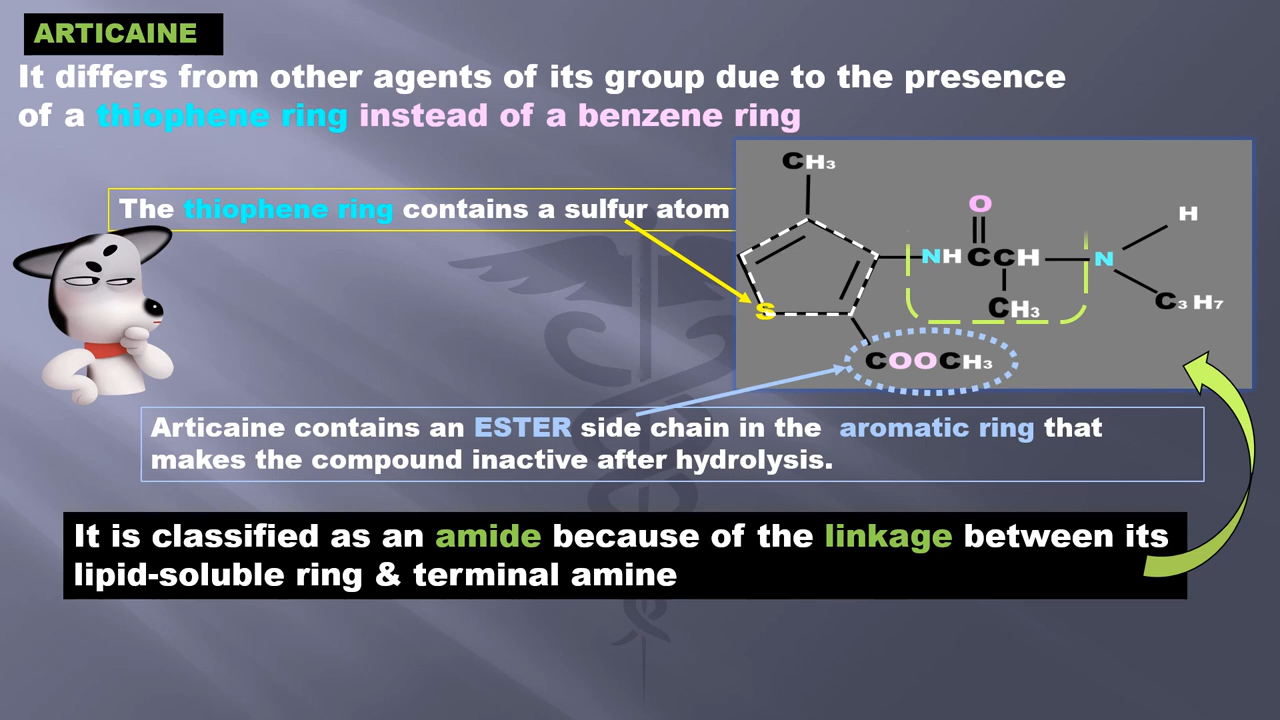 ARTICAINE
It differs from other agents of its group due to the presence
of a thiophene ring instead of a benzene ring
CH₃
The thiophene ring contains a sulfur atom
O
H
NH C CH N
S
CH₃
C₃ H₇
COOCH₃
Articaine contains an ESTER side chain in the aromatic ring that
makes the compound inactive after hydrolysis.
It is classified as an amide because of the linkage between its
lipid-soluble ring & terminal amine